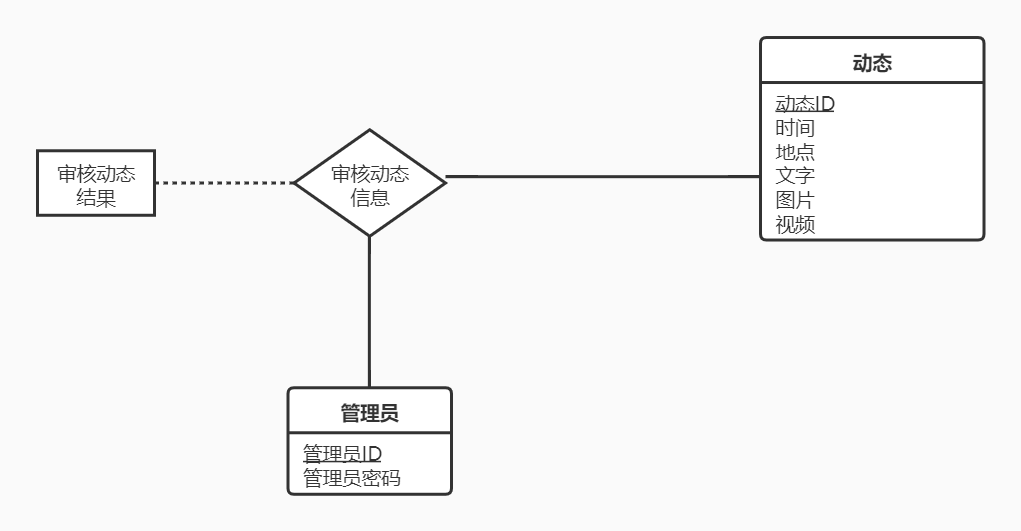 动态
动态ID
时间
地点
文字
图片
视频
审核动态
结果
审核动态
信息
管理员
管理员ID
管理员密码